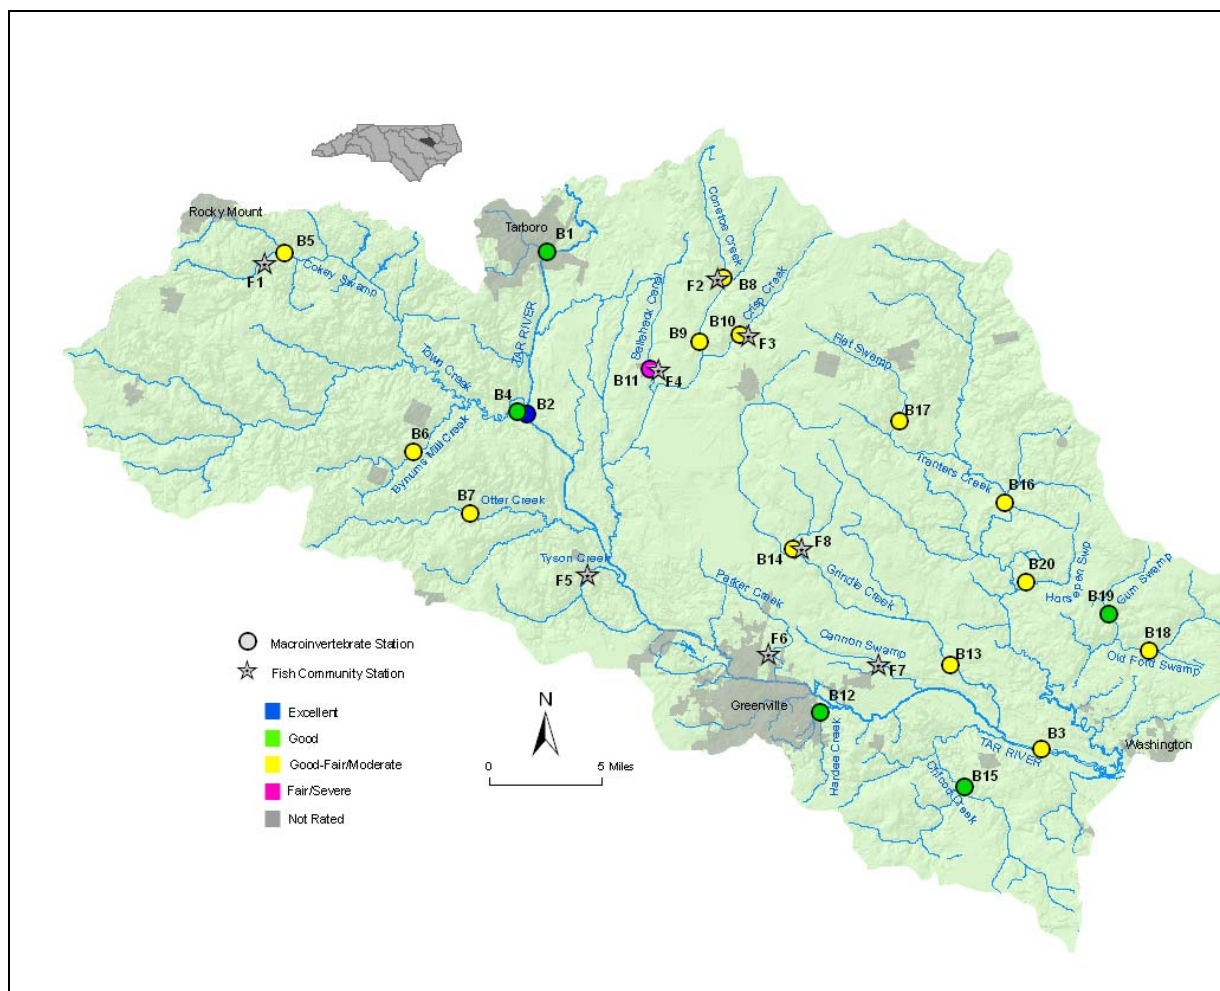 Rocky Mount
Tarboro
B1
B5
F1
Cokey Swamp
Conetoe Creek
F2
B8
Crisp Creek
B10
B9
F3
Ballahack Canal
B11
F4
TAR RIVER
Flat Swamp
Town Creek
B4
B2
B17
B6
Bynums Mill Creek
Tranters Creek
B16
B7
Otter Creek
Tyson Creek
F5
B14
F8
Grindle Creek
B20
Horsepen Swp
B19
Gum Swamp
Parker Creek
F6
Cannon Swamp
F7
B13
B18
Old Ford Swamp
Greenville
B12
Hardee Creek
TAR RIVER
B3
Washington
B15
Chicod Creek
Macroinvertebrate Station
Fish Community Station
Excellent
Good
Good-Fair/Moderate
Fair/Severe
Not Rated
N
0 5 Miles